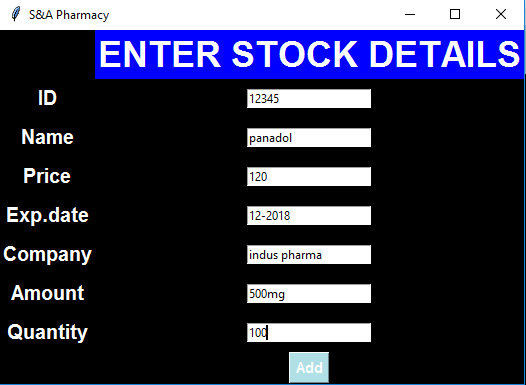 S&A Pharmacy
ENTER STOCK DETAILS
ID 12345
Name panadol
Price 120
Exp.date 12-2018
Company indus pharma
Amount 500mg
Quantity 100
Add